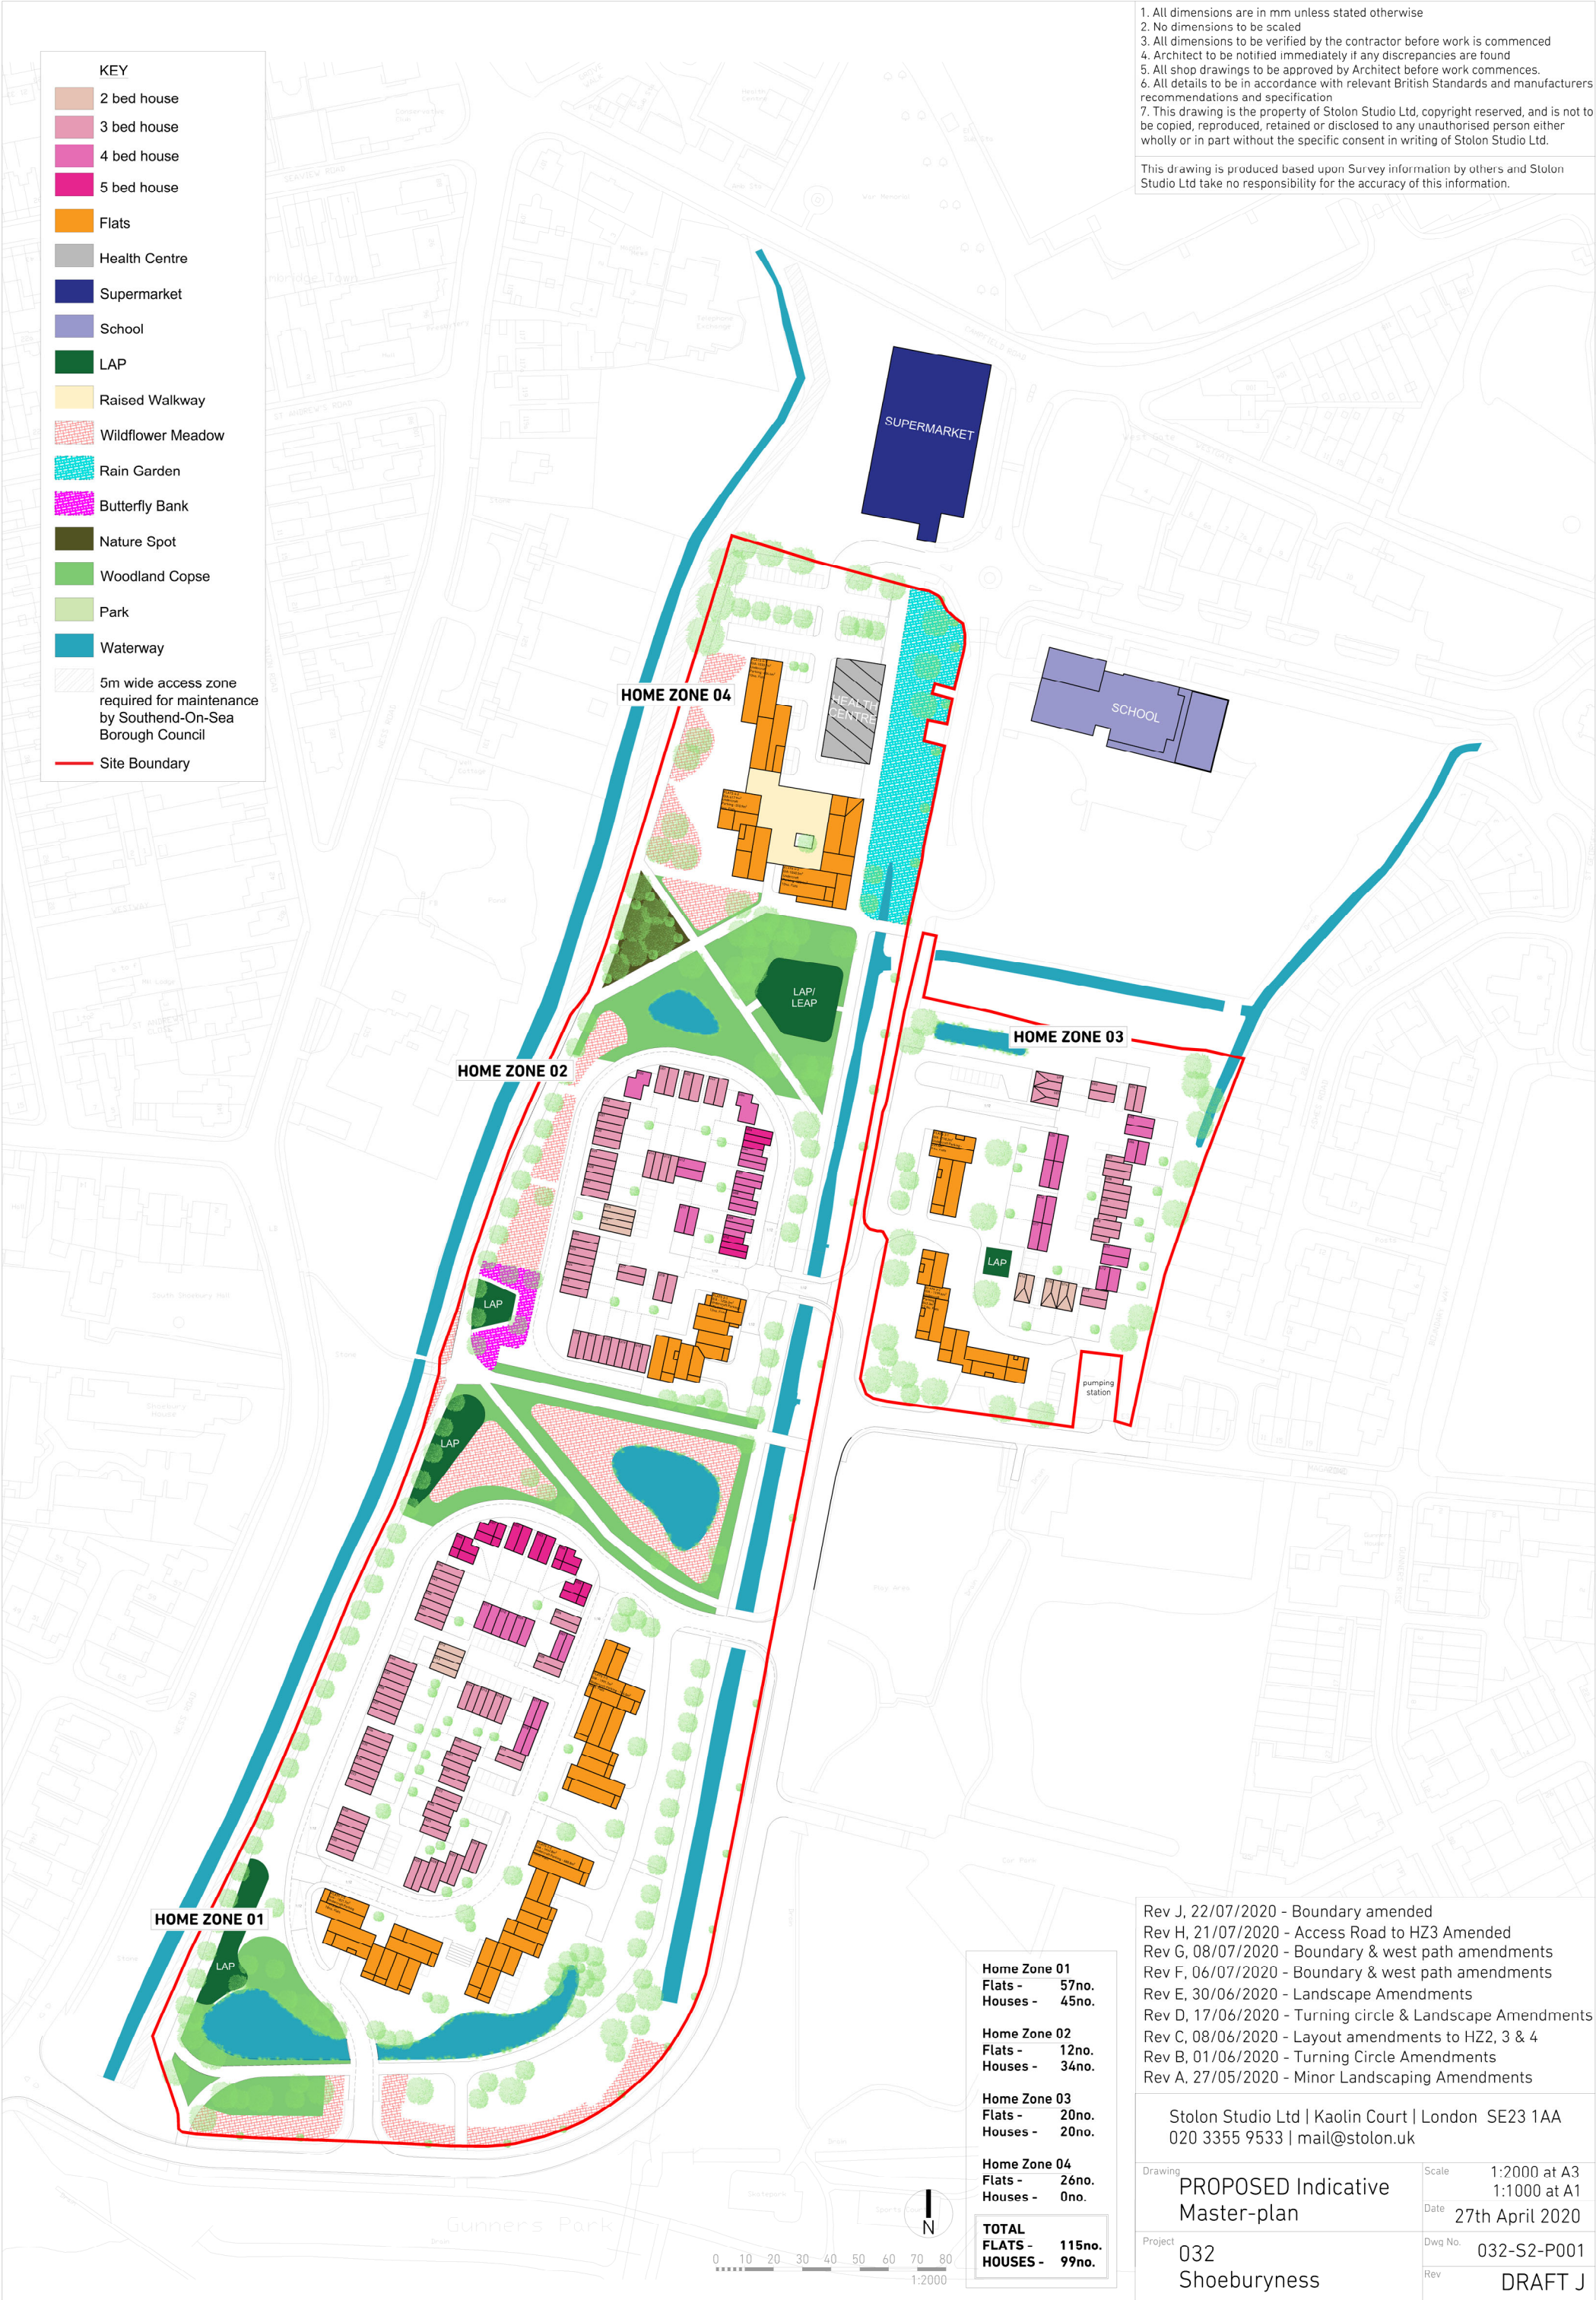 1. All dimensions are in mm unless stated otherwise
2. No dimensions to be scaled
3. All dimensions to be verified by the contractor before work is commenced
4. Architect to be notified immediately if any discrepancies are found
5. All shop drawings to be approved by Architect before work commences.
6. All details to be in accordance with relevant British Standards and manufacturers
recommendations and specification
7. This drawing is the property of Stolon Studio Ltd, copyright reserved, and is not to
be copied, reproduced, retained or disclosed to any unauthorised person either
wholly or in part without the specific consent in writing of Stolon Studio Ltd.
This drawing is produced based upon Survey information by others and Stolon
Studio Ltd take no responsibility for the accuracy of this information.
KEY
2 bed house
3 bed house
4 bed house
5 bed house
Flats
Health Centre
Supermarket
School
LAP
Raised Walkway
Wildflower Meadow
Rain Garden
Butterfly Bank
Nature Spot
Woodland Copse
Park
Waterway
5m wide access zone
required for maintenance
by Southend-On-Sea
Borough Council
Site Boundary
SEAVIEW ROAD
ST ANDREW'S ROAD
War Memorial
Telephone
Exchange
SUPERMARKET
SCHOOL
HOME ZONE 04
HEALTH
CENTRE
LAP/
LEAP
HOME ZONE 03
HOME ZONE 02
LAP
LAP
pumping
station
LAP
Play Area
HOME ZONE 01
LAP
Car Park
Gunners Park
Home Zone 01
Flats - 57no.
Houses - 45no.
Home Zone 02
Flats - 12no.
Houses - 34no.
Home Zone 03
Flats - 20no.
Houses - 20no.
Home Zone 04
Flats - 26no.
Houses - 0no.
TOTAL
FLATS - 115no.
HOUSES - 99no.
N
0 10 20 30 40 50 60 70 80
1:2000
Rev J, 22/07/2020 - Boundary amended
Rev H, 21/07/2020 - Access Road to HZ3 Amended
Rev G, 08/07/2020 - Boundary & west path amendments
Rev F, 06/07/2020 - Boundary & west path amendments
Rev E, 30/06/2020 - Landscape Amendments
Rev D, 17/06/2020 - Turning circle & Landscape Amendments
Rev C, 08/06/2020 - Layout amendments to HZ2, 3 & 4
Rev B, 01/06/2020 - Turning Circle Amendments
Rev A, 27/05/2020 - Minor Landscaping Amendments
Stolon Studio Ltd | Kaolin Court | London SE23 1AA
020 3355 9533 | mail@stolon.uk
Drawing
PROPOSED Indicative
Master-plan
Scale
1:2000 at A3
1:1000 at A1
Date
27th April 2020
Project
032
Shoeburyness
Dwg No.
032-S2-P001
Rev
DRAFT J